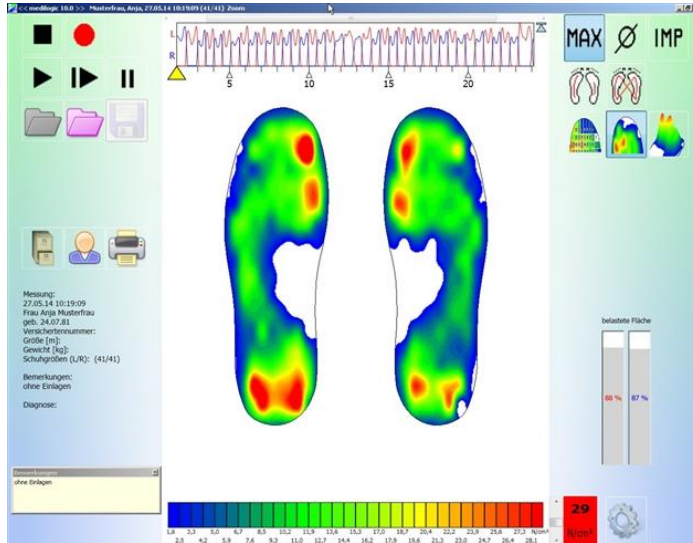 << medilogic 10.0 >> Musterfrau, Anja, 27.05.14 10:19:09 (41/41) Zoom
L
R
5 10 15 20
MAX Ø IMP
Messung:
27.05.14 10:19:09
Frau Anja Musterfrau
geb. 24.07.81
Versichertennummer:
Größe [m]:
Gewicht [kg]:
Schuhgrößen (L/R): (41/41)
Bemerkungen:
ohne Einlagen
Diagnose:
belastete Fläche
88 % 87 %
Bemerkungen
ohne Einlagen
1,6 3,3 5,0 6,7 8,5 10,2 11,9 13,6 15,3 17,0 18,7 20,4 22,2 23,9 25,6 27,3 N/cm²
2,5 4,2 5,9 7,6 9,3 11,0 12,7 14,4 16,2 17,9 19,6 21,3 23,0 24,7 26,4 28,1
29
N/cm²